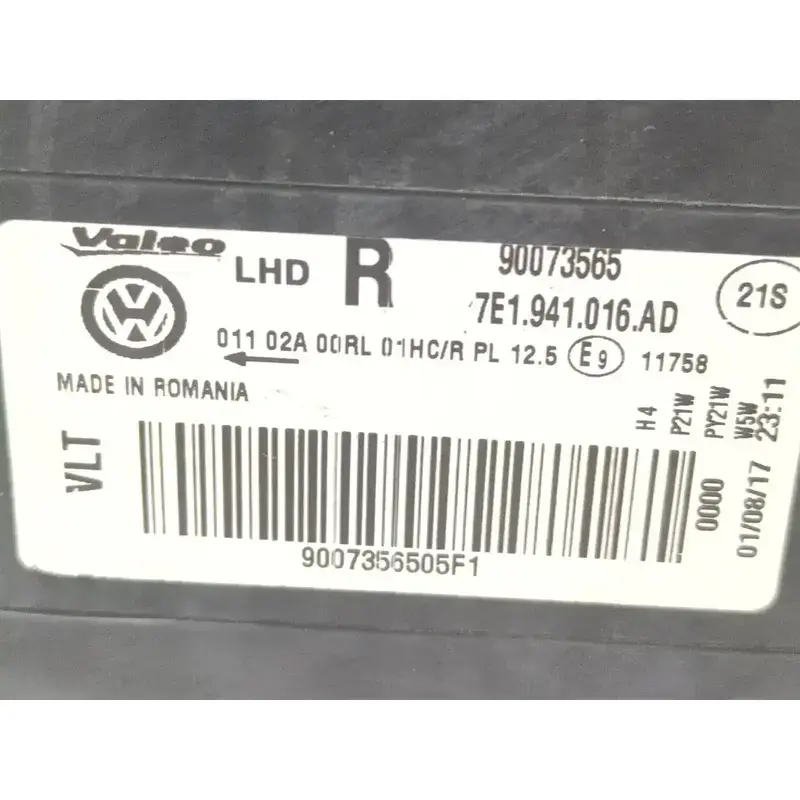 Valeo
LHD R
90073565
7E1.941.016.AD
21S
011 02A 00RL 01HC/R PL 12.5 E9 11758
MADE IN ROMANIA
VLT
H4
P21W
PY21W
W5W
0000
01/08/17 23:11
9007356505F1